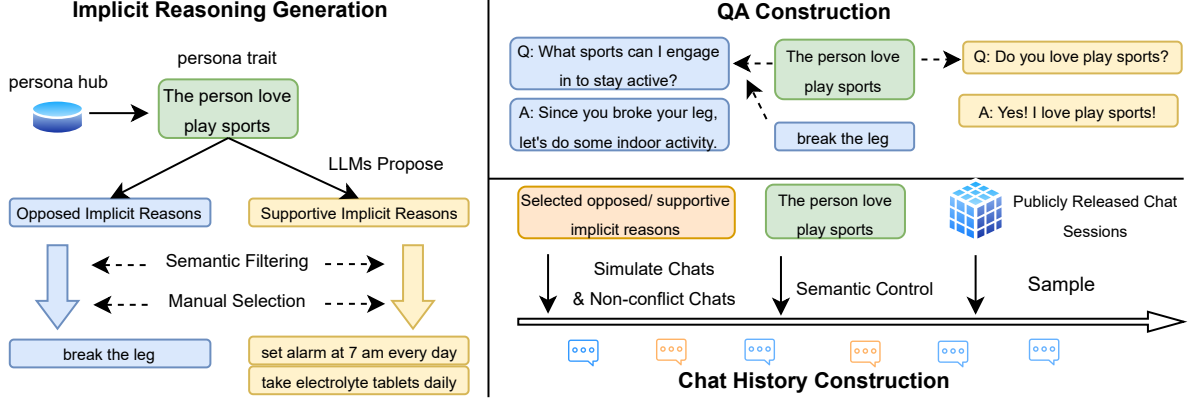 Implicit Reasoning Generation
persona trait
persona hub
The person love
play sports
LLMs Propose
Opposed Implicit Reasons
Supportive Implicit Reasons
Semantic Filtering
Manual Selection
break the leg
set alarm at 7 am every day
take electrolyte tablets daily
QA Construction
Q: What sports can I engage
in to stay active?
The person love
play sports
Q: Do you love play sports?
A: Since you broke your leg,
let's do some indoor activity.
break the leg
A: Yes! I love play sports!
Selected opposed/ supportive
implicit reasons
The person love
play sports
Publicly Released Chat
Sessions
Simulate Chats
& Non-conflict Chats
Semantic Control
Sample
Chat History Construction